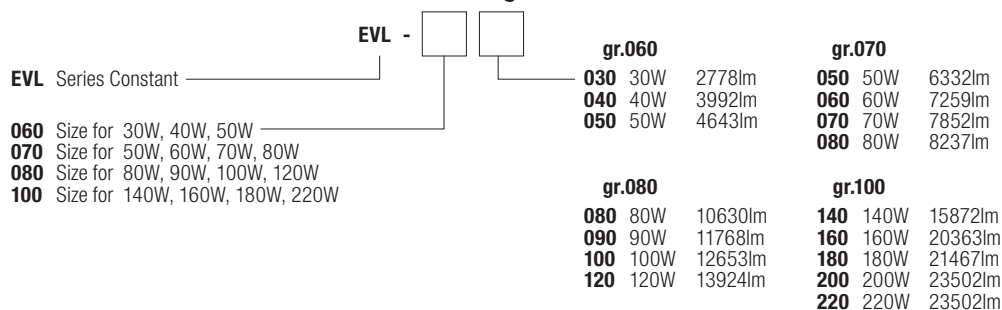 EVL -
EVL Series Constant
060 Size for 30W, 40W, 50W
070 Size for 50W, 60W, 70W, 80W
080 Size for 80W, 90W, 100W, 120W
100 Size for 140W, 160W, 180W, 220W
gr.060
030 30W 2778lm
040 40W 3992lm
050 50W 4643lm
gr.070
050 50W 6332lm
060 60W 7259lm
070 70W 7852lm
080 80W 8237lm
gr.080
080 80W 10630lm
090 90W 11768lm
100 100W 12653lm
120 120W 13924lm
gr.100
140 140W 15872lm
160 160W 20363lm
180 180W 21467lm
200 200W 23502lm
220 220W 23502lm